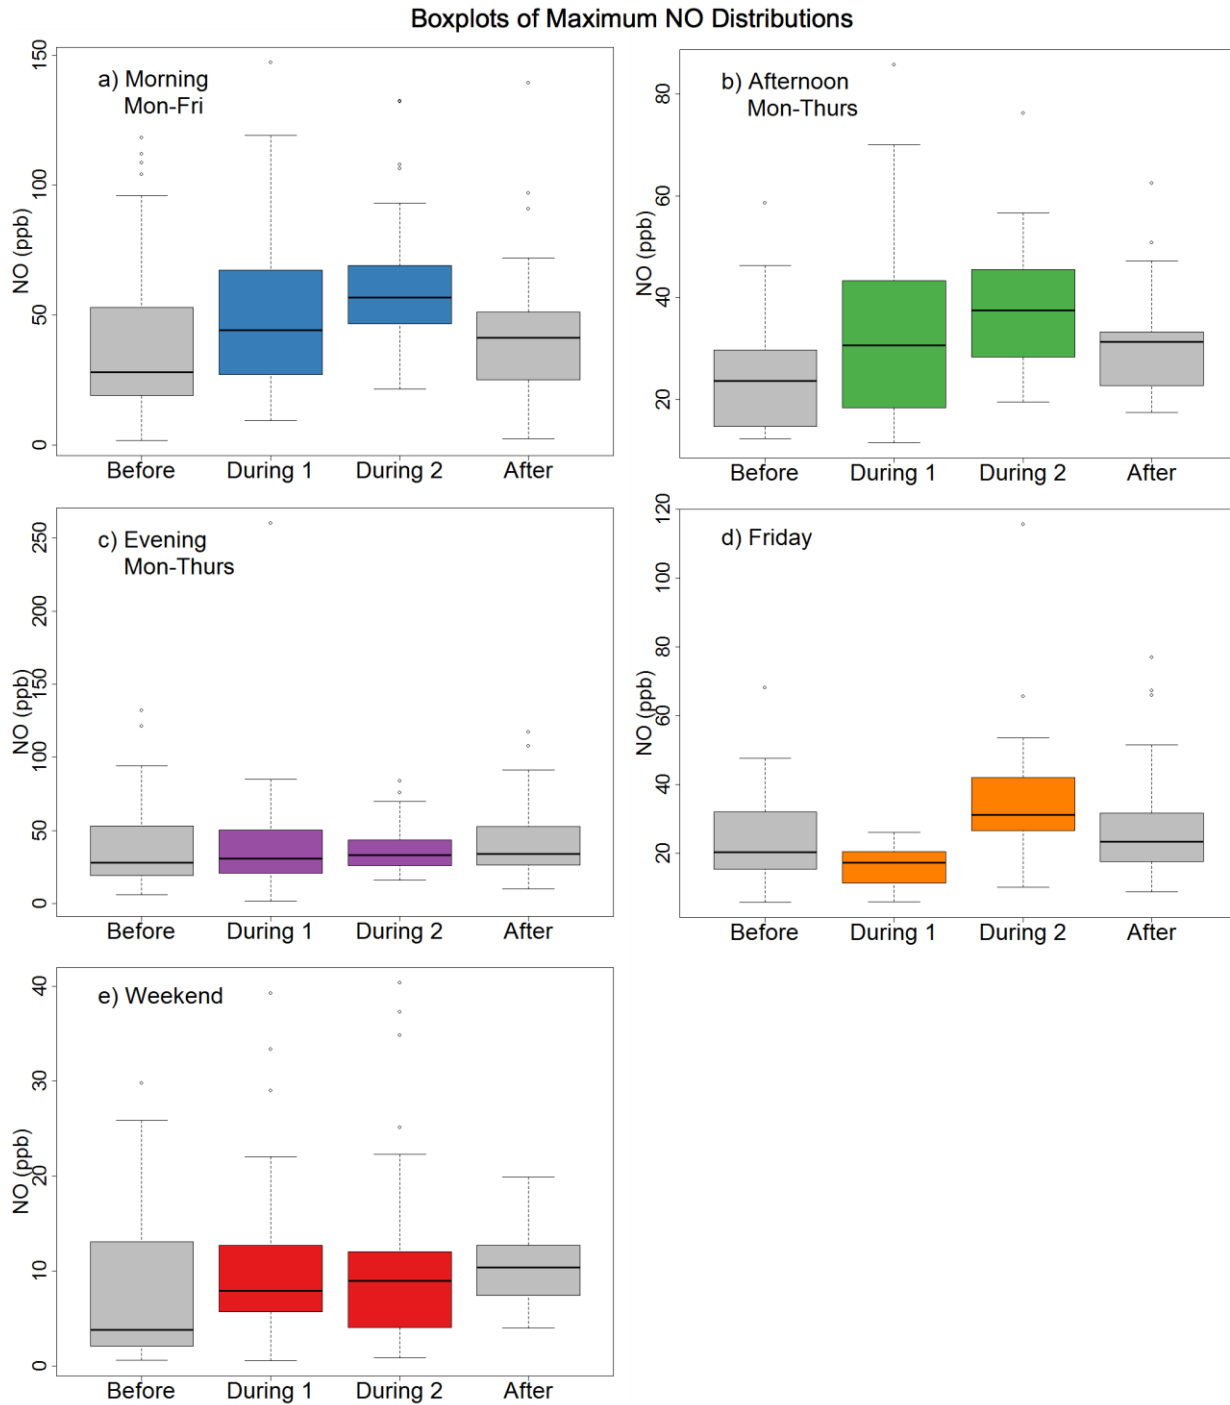 Boxplots of Maximum NO Distributions
a) Morning
Mon-Fri
NO (ppb)
150
100
50
0
Before During 1 During 2 After
b) Afternoon
Mon-Thurs
NO (ppb)
80
60
40
20
Before During 1 During 2 After
c) Evening
Mon-Thurs
NO (ppb)
250
200
150
100
50
0
Before During 1 During 2 After
d) Friday
NO (ppb)
120
100
80
60
40
20
Before During 1 During 2 After
e) Weekend
NO (ppb)
40
30
20
10
0
Before During 1 During 2 After